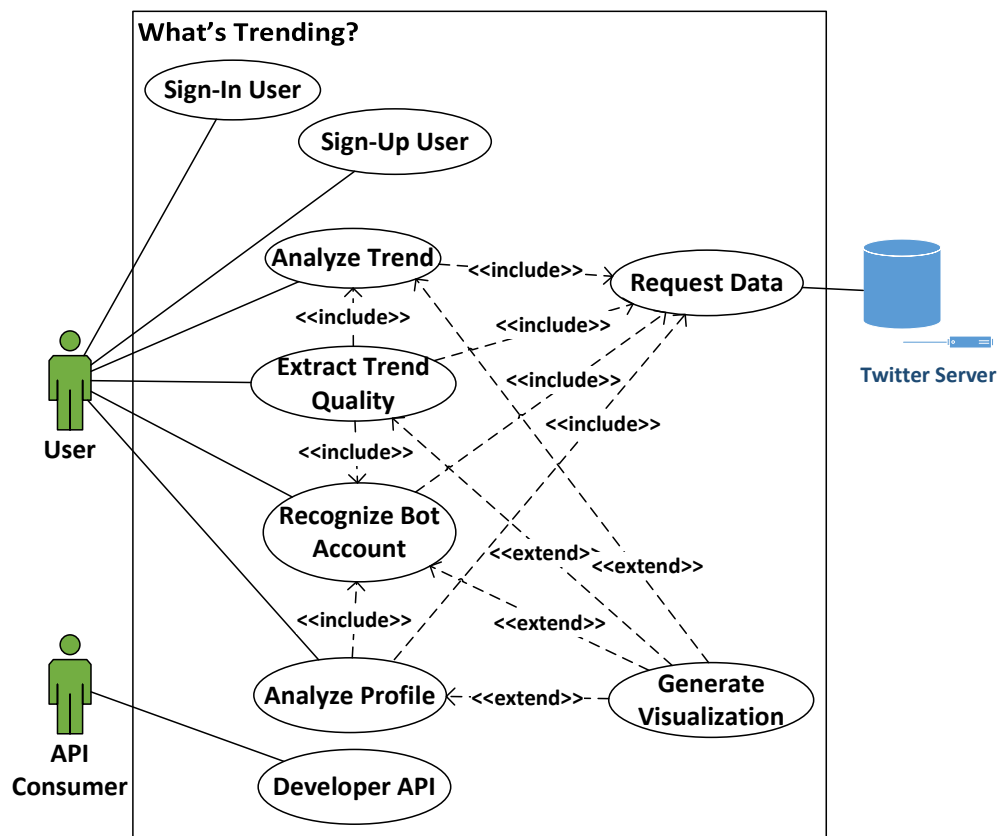 What's Trending?
Sign-In User
Sign-Up User
Analyze Trend
<<include>>
Request Data
<<include>>
<<include>>
Extract Trend
Quality
<<include>>
Twitter Server
<<include>>
User
<<include>>
Recognize Bot
Account
<<extend>>
<<extend>>
<<include>>
<<extend>>
Analyze Profile
<<extend>>
Generate
Visualization
API
Consumer
Developer API